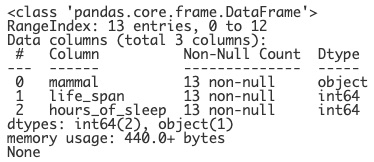 <class 'pandas.core.frame.DataFrame'>
RangeIndex: 13 entries, 0 to 12
Data columns (total 3 columns):
 #   Column          Non-Null Count  Dtype
---  ------          --------------  -----
 0   mammal          13 non-null     object
 1   life_span       13 non-null     int64
 2   hours_of_sleep  13 non-null     int64
dtypes: int64(2), object(1)
memory usage: 440.0+ bytes
None